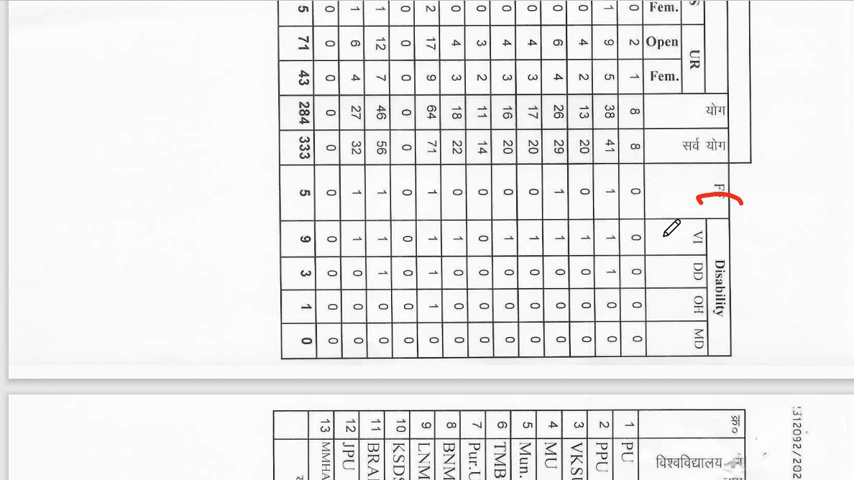 UR
Disability
Fem. Open Fem. योग सर्व योग VI DD OH MD
0 2 1 8 8 0 0 0 0 0
1 9 5 38 41 1 1 1 0 0
0 4 2 13 20 0 1 0 0 0
0 6 4 26 29 1 1 0 0 0
0 4 3 17 20 0 1 0 0 0
0 4 3 16 20 0 1 0 0 0
0 3 2 11 14 0 0 0 0 0
0 4 3 18 22 0 1 0 0 0
2 17 9 64 71 1 1 1 1 0
0 0 0 0 0 0 0 0 0 0
1 12 7 46 56 1 1 1 0 0
1 6 4 27 32 1 1 0 0 0
0 0 0 0 0 0 0 0 0 0
5 71 43 284 333 5 9 3 1 0
312092/202
क्र० विश्वविद्यालय
1 PU
2 PPU
3 VKSU
4 MU
5 Mun.
6 TMB
7 Pur.U
8 BNM
9 LNM
10 KSDS
11 BRA
12 JPU
13 MMHA